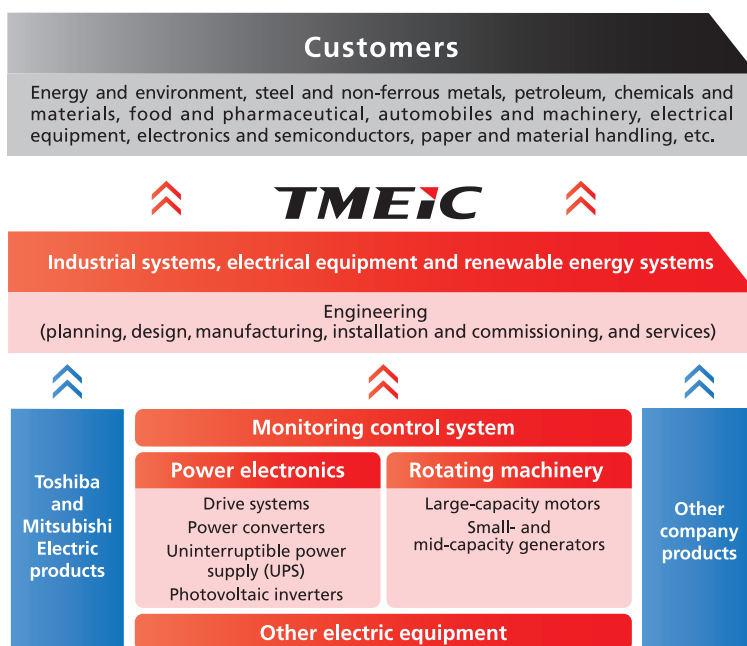 Customers
Energy and environment, steel and non-ferrous metals, petroleum, chemicals and
materials, food and pharmaceutical, automobiles and machinery, electrical
equipment, electronics and semiconductors, paper and material handling, etc.
TMEiC
Industrial systems, electrical equipment and renewable energy systems
Engineering
(planning, design, manufacturing, installation and commissioning, and services)
Toshiba
and
Mitsubishi
Electric
products
Monitoring control system
Power electronics
Drive systems
Power converters
Uninterruptible power
supply (UPS)
Photovoltaic inverters
Rotating machinery
Large-capacity motors
Small- and
mid-capacity generators
Other electric equipment
Other
company
products